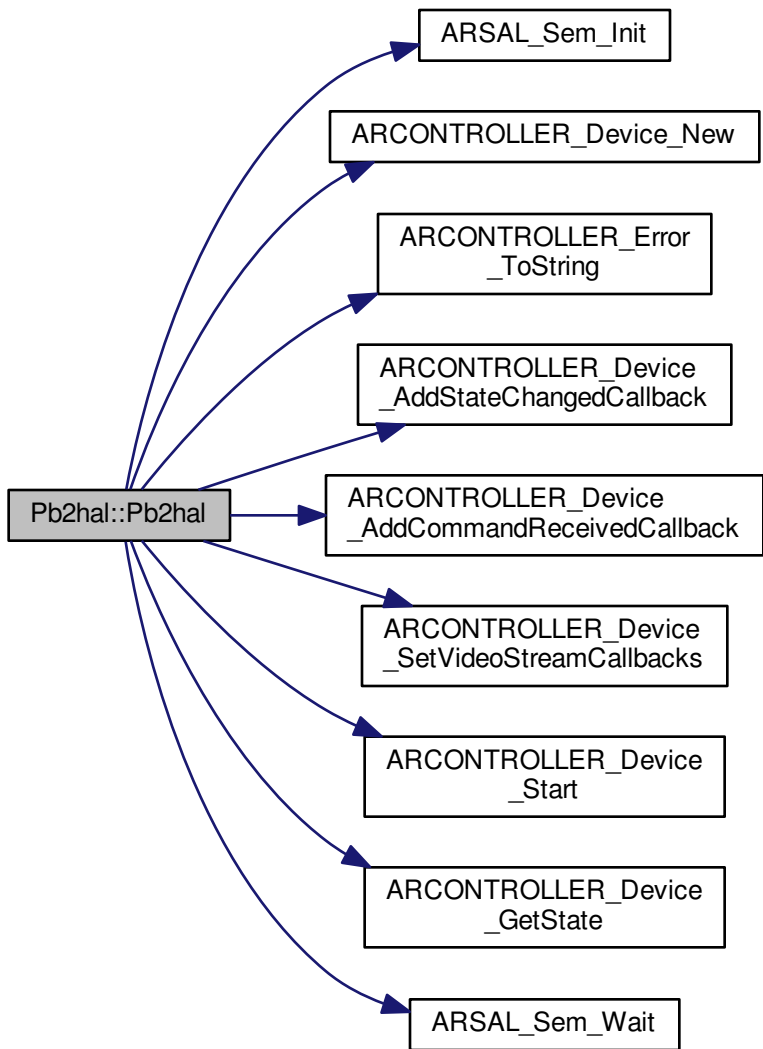 ARSAL_Sem_Init
ARCONTROLLER_Device_New
ARCONTROLLER_Error
_ToString
ARCONTROLLER_Device
_AddStateChangedCallback
Pb2hal::Pb2hal
ARCONTROLLER_Device
_AddCommandReceivedCallback
ARCONTROLLER_Device
_SetVideoStreamCallbacks
ARCONTROLLER_Device
_Start
ARCONTROLLER_Device
_GetState
ARSAL_Sem_Wait